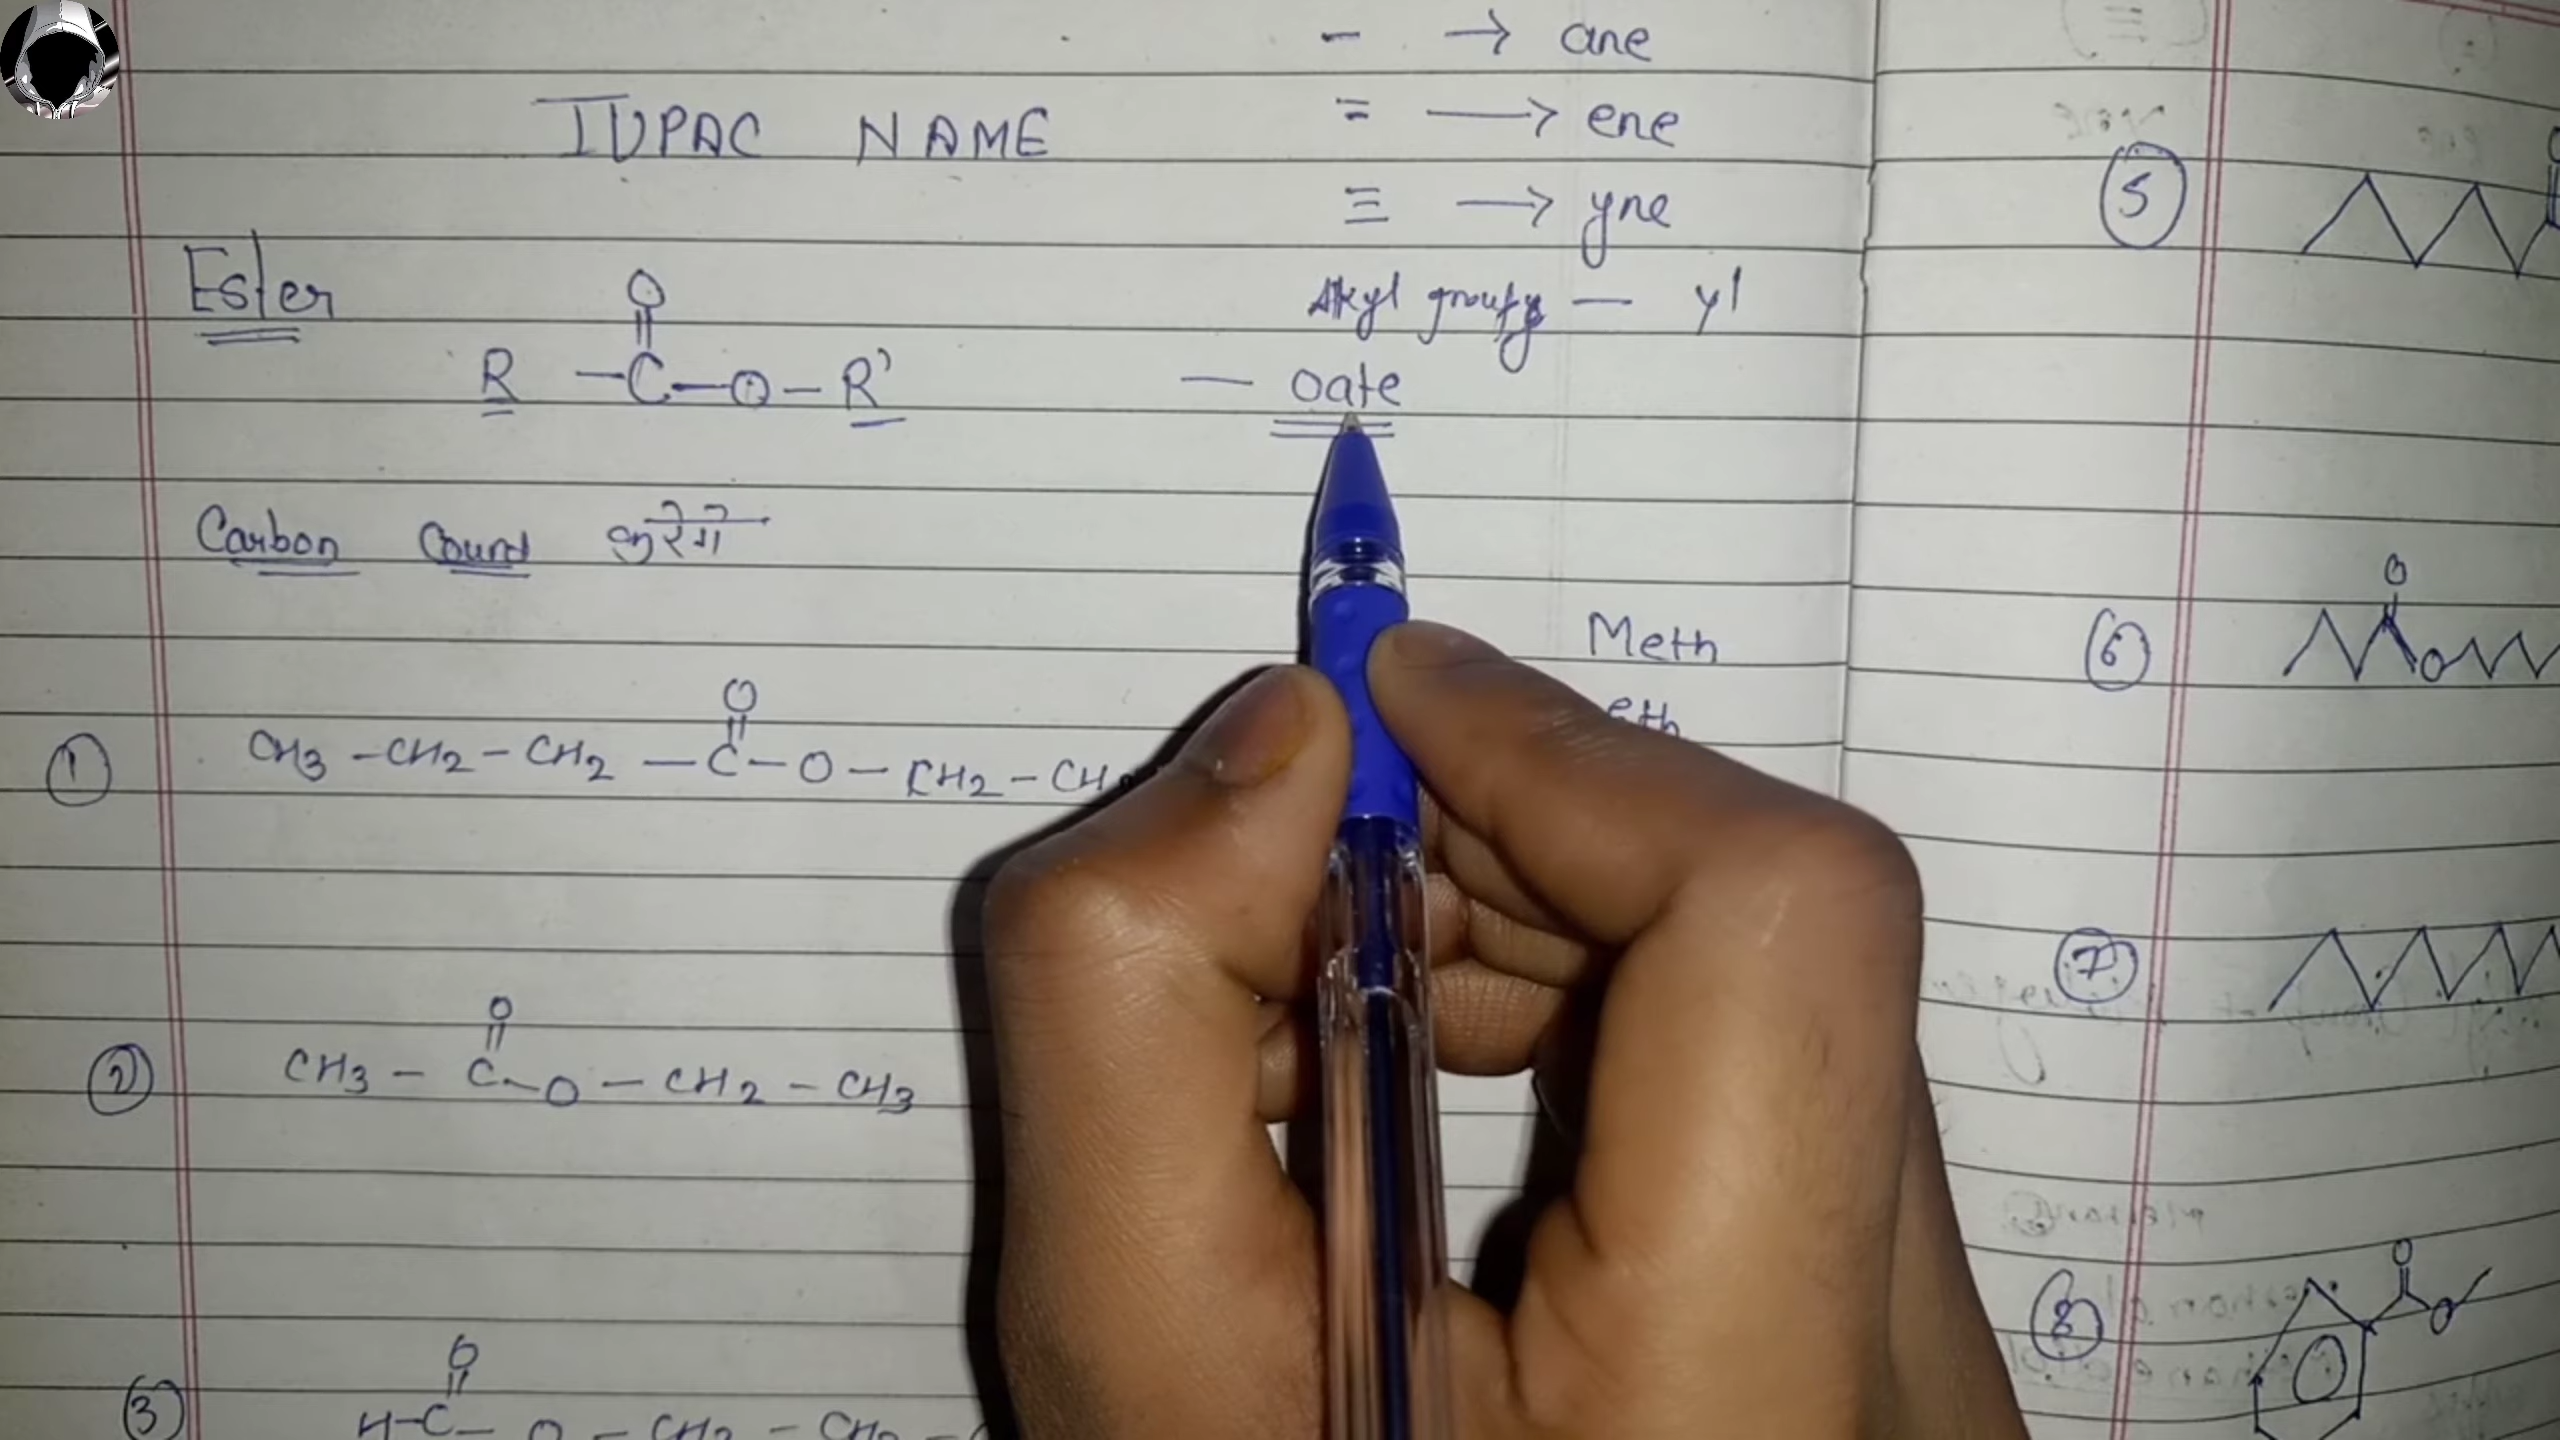 - → ane
IUPAC NAME
= → ene
≡ → yne
Ester
Alkyl
— yl
O
R - C - O - R'
— oate
Carbon Count करेंगे
Meth
eth
O
① CH3 - CH2 - CH2 - C - O - CH2 - CH
O
② CH3 - C - O - CH2 - CH3
O
③ H - C - O - CH2 - CH2 -
⑤
O
⑥
O
⑦
O
⑧
O